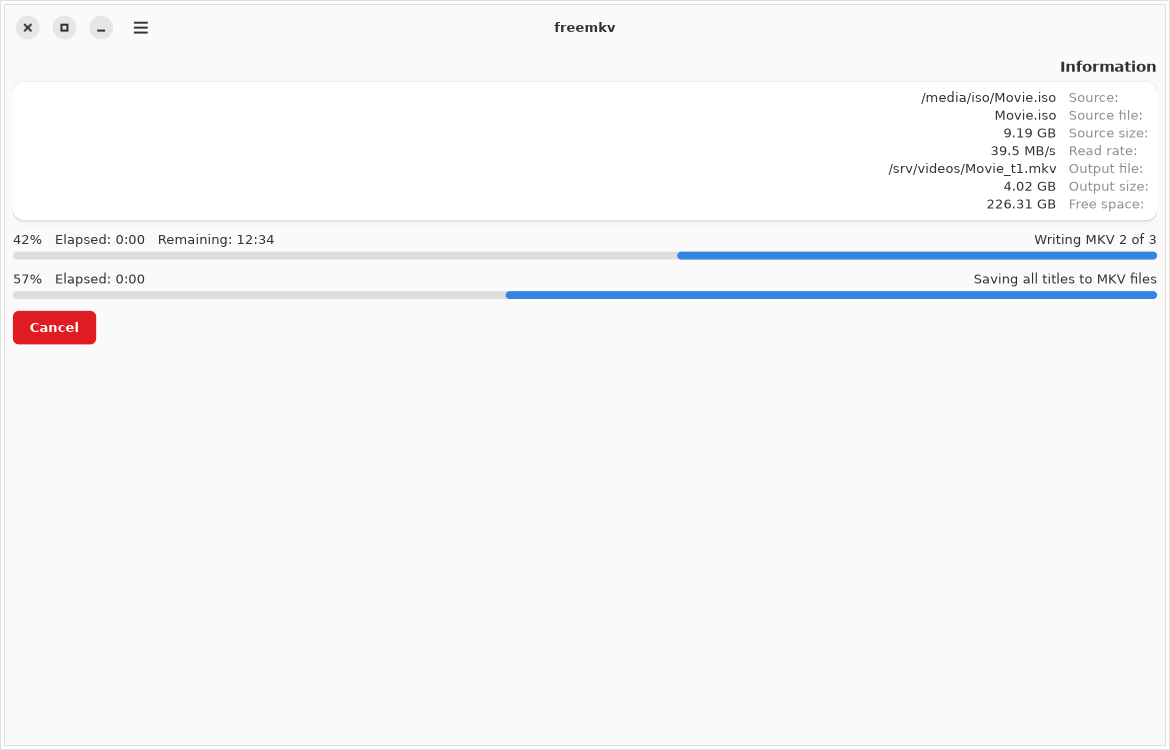 freemkv
Information
Source: /media/iso/Movie.iso
Source file: Movie.iso
Source size: 9.19 GB
Read rate: 39.5 MB/s
Output file: /srv/videos/Movie_t1.mkv
Output size: 4.02 GB
Free space: 226.31 GB
Writing MKV 2 of 3 42% Elapsed: 0:00 Remaining: 12:34
Saving all titles to MKV files 57% Elapsed: 0:00
Cancel